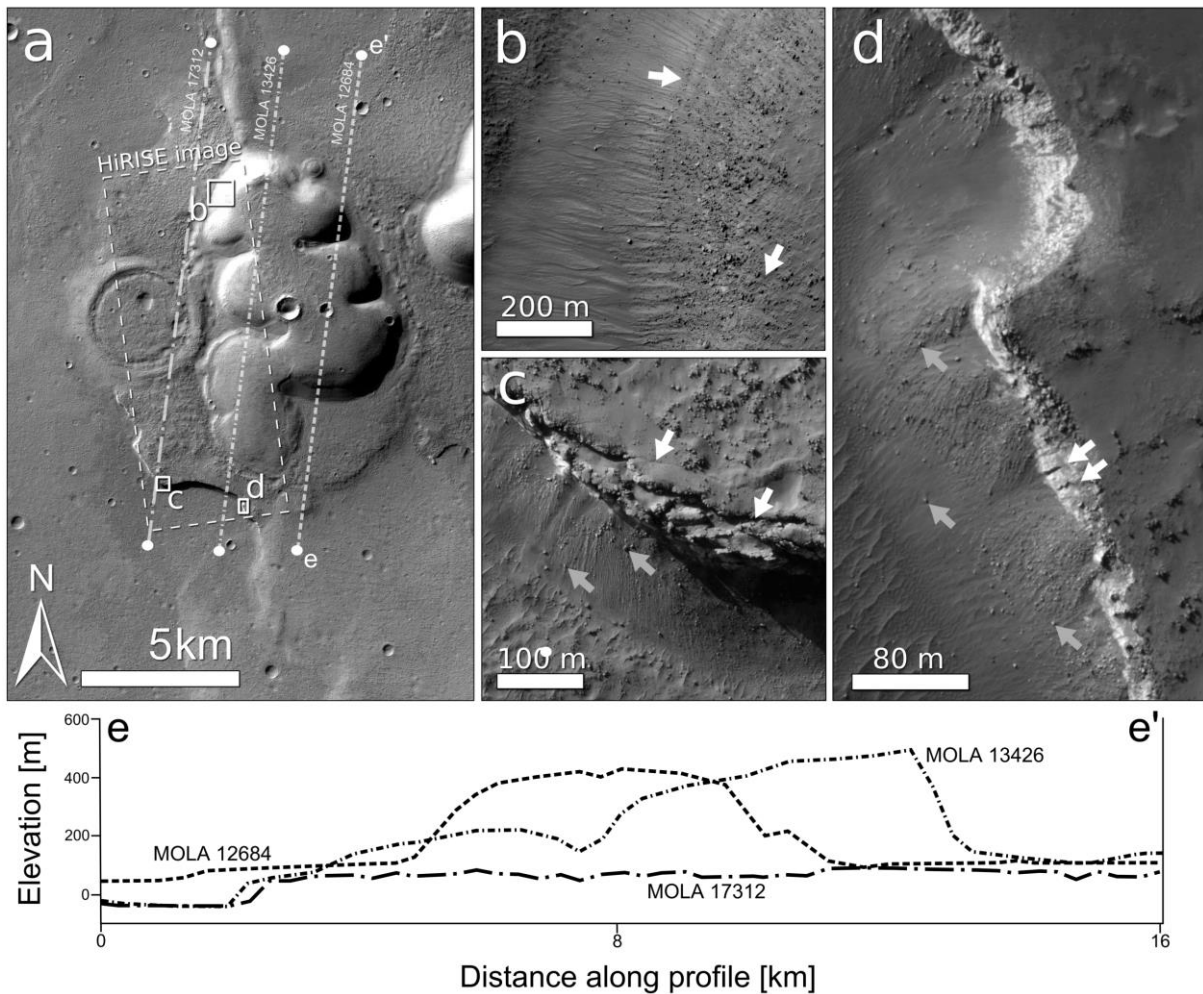 a
MOLA 17312
MOLA 13426
MOLA 12684
e'
HiRISE image
b
c
d
e
N
5km
b
200 m
c
100 m
d
80 m
e
e'
Elevation [m]
600
400
200
0
MOLA 13426
MOLA 12684
MOLA 17312
0
8
16
Distance along profile [km]